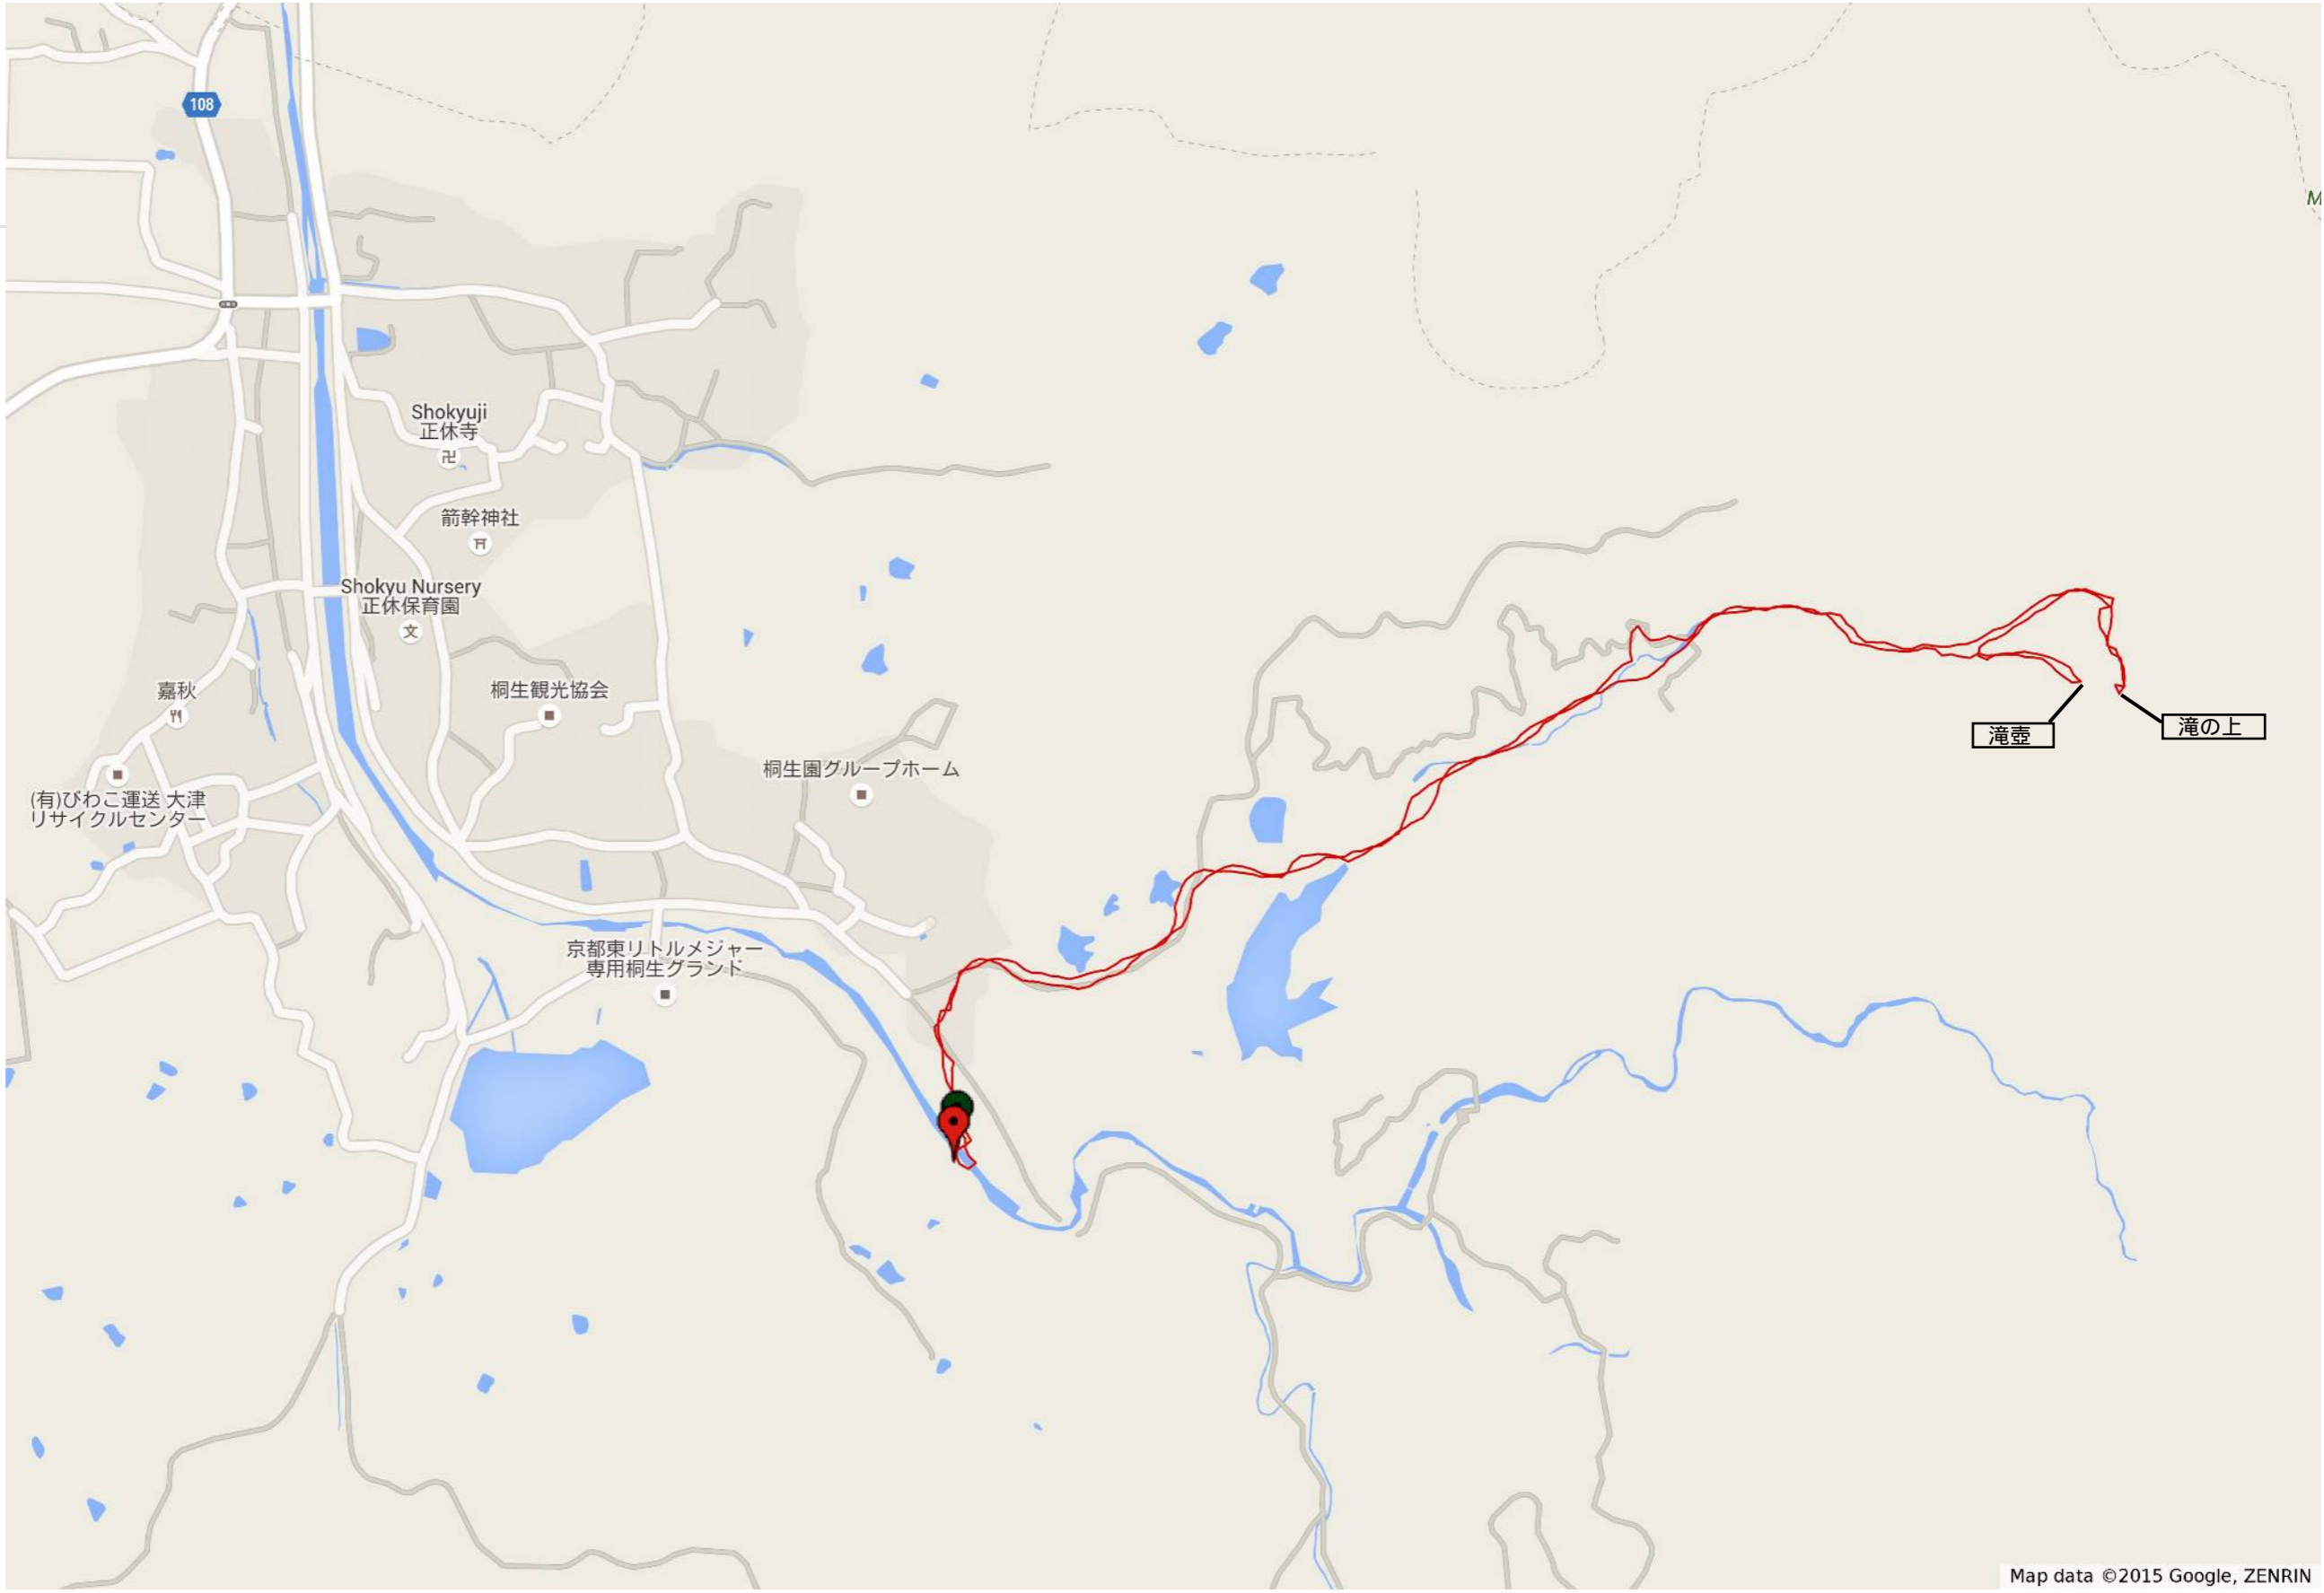 108
M
Shokyuji
正休寺
卍
箭幹神社
Shokyu Nursery
正休保育園
文
嘉秋
桐生観光協会
桐生園グループホーム
(有)びわこ運送 大津
リサイクルセンター
滝壺
滝の上
京都東リトルメジャー
専用桐生グランド
Map data ©2015 Google, ZENRIN